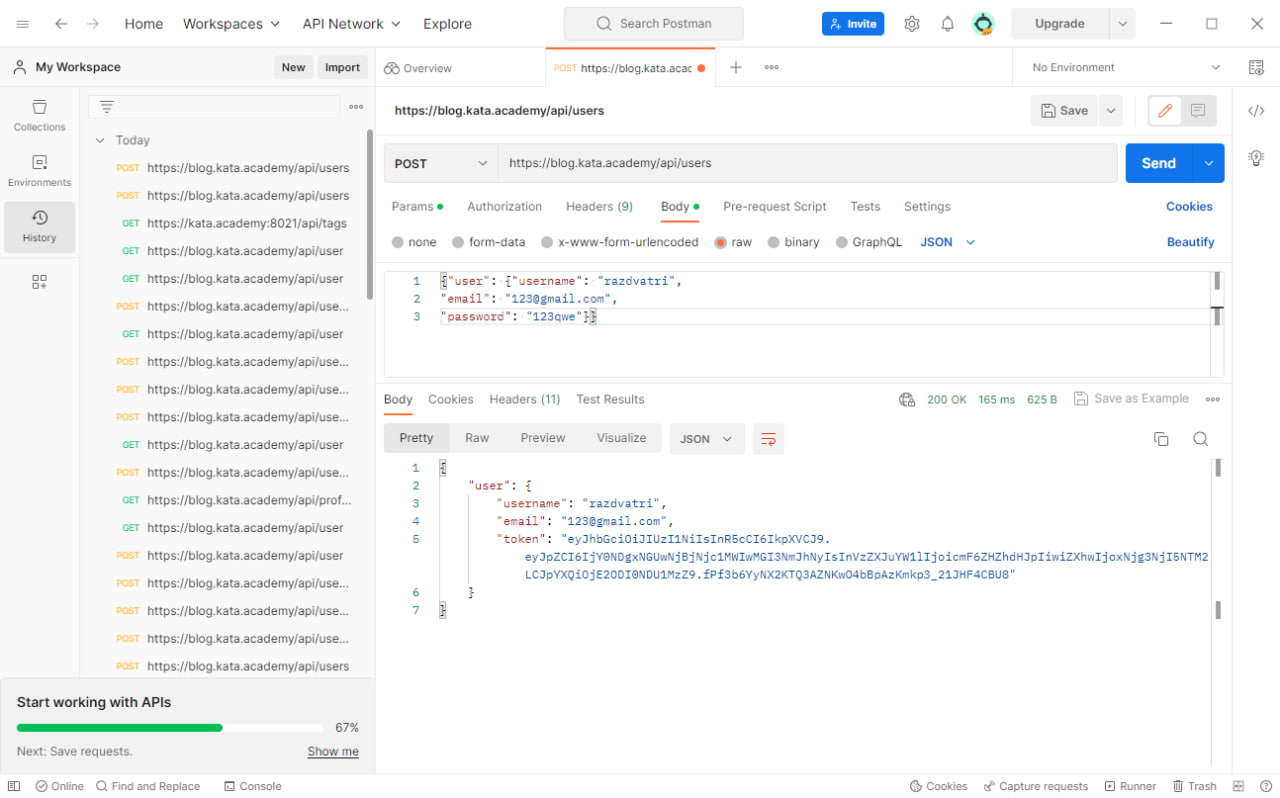 Home Workspaces API Network Explore Search Postman Invite Upgrade
My Workspace New Import Overview POST https://blog.kata.acac No Environment
Collections
Environments
History
Today
POST https://blog.kata.academy/api/users
POST https://blog.kata.academy/api/users
GET https://kata.academy:8021/api/tags
GET https://blog.kata.academy/api/user
GET https://blog.kata.academy/api/user
POST https://blog.kata.academy/api/use...
GET https://blog.kata.academy/api/user
POST https://blog.kata.academy/api/use...
POST https://blog.kata.academy/api/use...
POST https://blog.kata.academy/api/use...
GET https://blog.kata.academy/api/user
POST https://blog.kata.academy/api/use...
GET https://blog.kata.academy/api/prof...
GET https://blog.kata.academy/api/user
POST https://blog.kata.academy/api/user
POST https://blog.kata.academy/api/use...
POST https://blog.kata.academy/api/use...
POST https://blog.kata.academy/api/use...
POST https://blog.kata.academy/api/users
Start working with APIs
67%
Next: Save requests. Show me
https://blog.kata.academy/api/users Save
POST https://blog.kata.academy/api/users Send
Params Authorization Headers (9) Body Pre-request Script Tests Settings Cookies
none form-data x-www-form-urlencoded raw binary GraphQL JSON Beautify
1 {"user": {"username": "razdvatri",
2 "email": "123@gmail.com",
3 "password": "123qwe"}}
Body Cookies Headers (11) Test Results 200 OK 165 ms 625 B Save as Example
Pretty Raw Preview Visualize JSON
1 {
2 "user": {
3 "username": "razdvatri",
4 "email": "123@gmail.com",
5 "token": "eyJhbGciOiJIUzI1NiIsInR5cCI6IkpXVCJ9.
eyJpZCI6IjY0NDgxNGUwNjBjNjc1MWIwMGI3NmJhNyIsInVzZXJuYW1lIjoicmF6ZHZhdHJpIiwiZXhwIjoxNjg3NjI5NTM2
LCJpYXQiOjE2ODI0NDU1MzZ9.fPf3b6YyNX2KTQ3AZNKwO4bBpAzKmkp3_21JHF4CBU8"
6 }
7 }
Online Find and Replace Console Cookies Capture requests Runner Trash